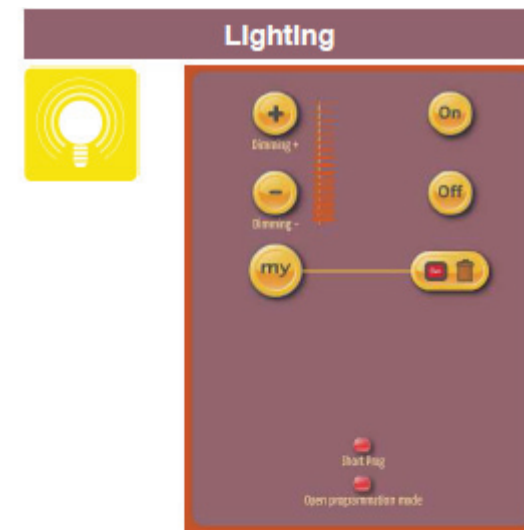 Lighting
+
On
Dimming +
-
Off
Dimming -
my
Short Prog
Open programmation mode